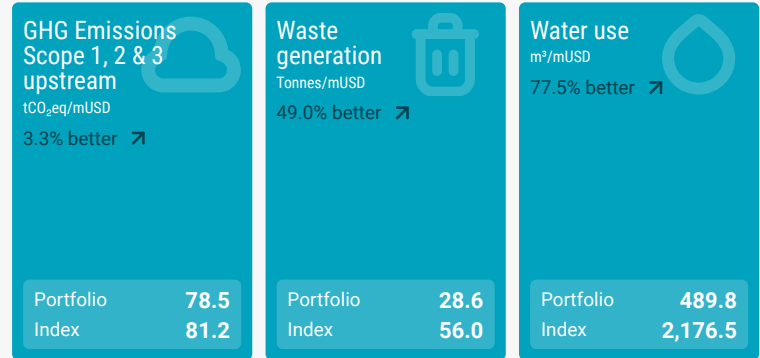 GHG Emissions
Scope 1, 2 & 3
upstream
tCO₂eq/mUSD
3.3% better
Portfolio 78.5
Index 81.2
Waste
generation
Tonnes/mUSD
49.0% better
Portfolio 28.6
Index 56.0
Water use
m³/mUSD
77.5% better
Portfolio 489.8
Index 2,176.5